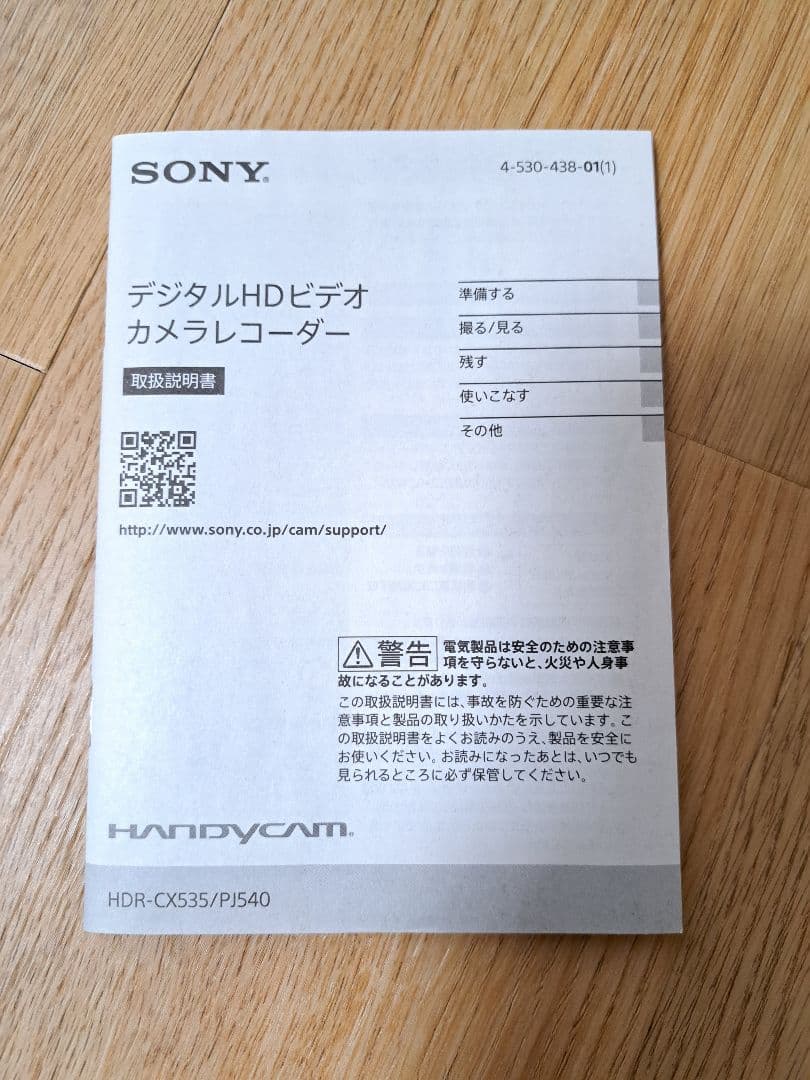 SONY®
4-530-438-01(1)
デジタルHDビデオ
カメラレコーダー
取扱説明書
http://www.sony.co.jp/cam/support/
準備する
撮る/見る
残す
使いこなす
その他
警告 電気製品は安全のための注意事
項を守らないと、火災や人身事
故になることがあります。
この取扱説明書には、事故を防ぐための重要な注
意事項と製品の取り扱いかたを示しています。こ
の取扱説明書をよくお読みのうえ、製品を安全に
お使いください。お読みになったあとは、いつでも
見られるところに必ず保管してください。
HANDYCAM®
HDR-CX535/PJ540